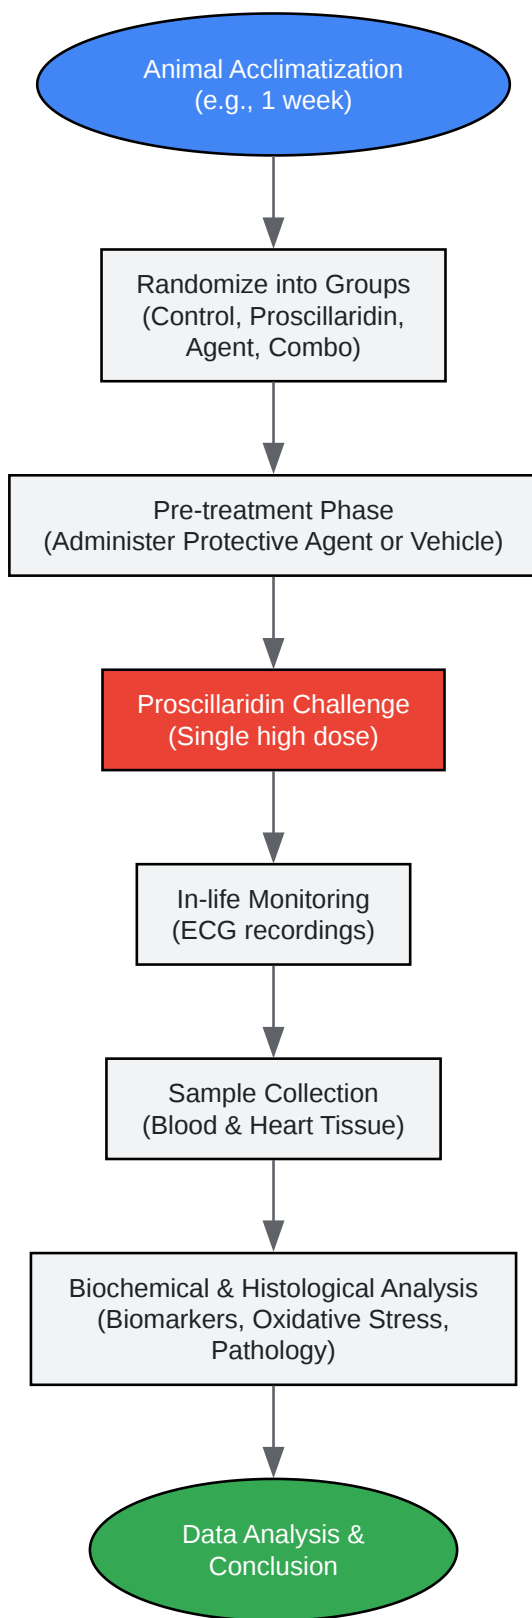 Animal Acclimatization
(e.g., 1 week)
Randomize into Groups
(Control, Proscillaridin,
Agent, Combo)
Pre-treatment Phase
(Administer Protective Agent or Vehicle)
Proscillaridin Challenge
(Single high dose)
In-life Monitoring
(ECG recordings)
Sample Collection
(Blood & Heart Tissue)
Biochemical & Histological Analysis
(Biomarkers, Oxidative Stress,
Pathology)
Data Analysis &
Conclusion